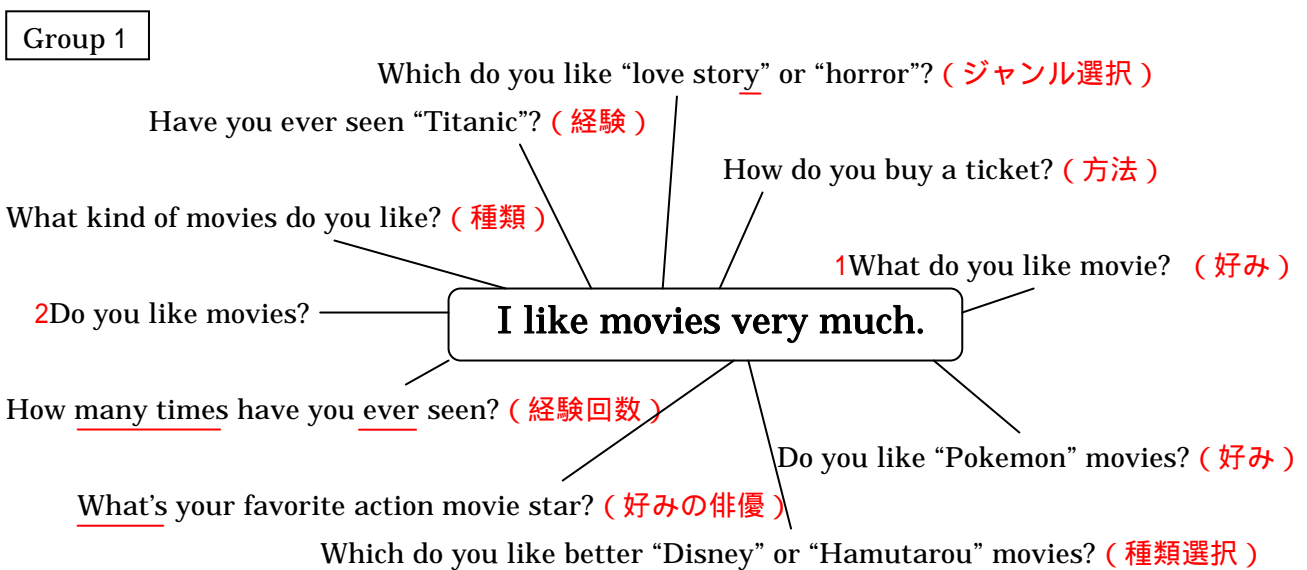 Group 1
Which do you like “love story” or “horror”?（ジャンル選択）
Have you ever seen “Titanic”?（経験）
How do you buy a ticket?（方法）
What kind of movies do you like?（種類）
1What do you like movie? （好み）
2Do you like movies?
I like movies very much.
How many times have you ever seen?（経験回数）
Do you like “Pokemon” movies?（好み）
What’s your favorite action movie star?（好みの俳優）
Which do you like better “Disney” or “Hamutarou” movies?（種類選択）